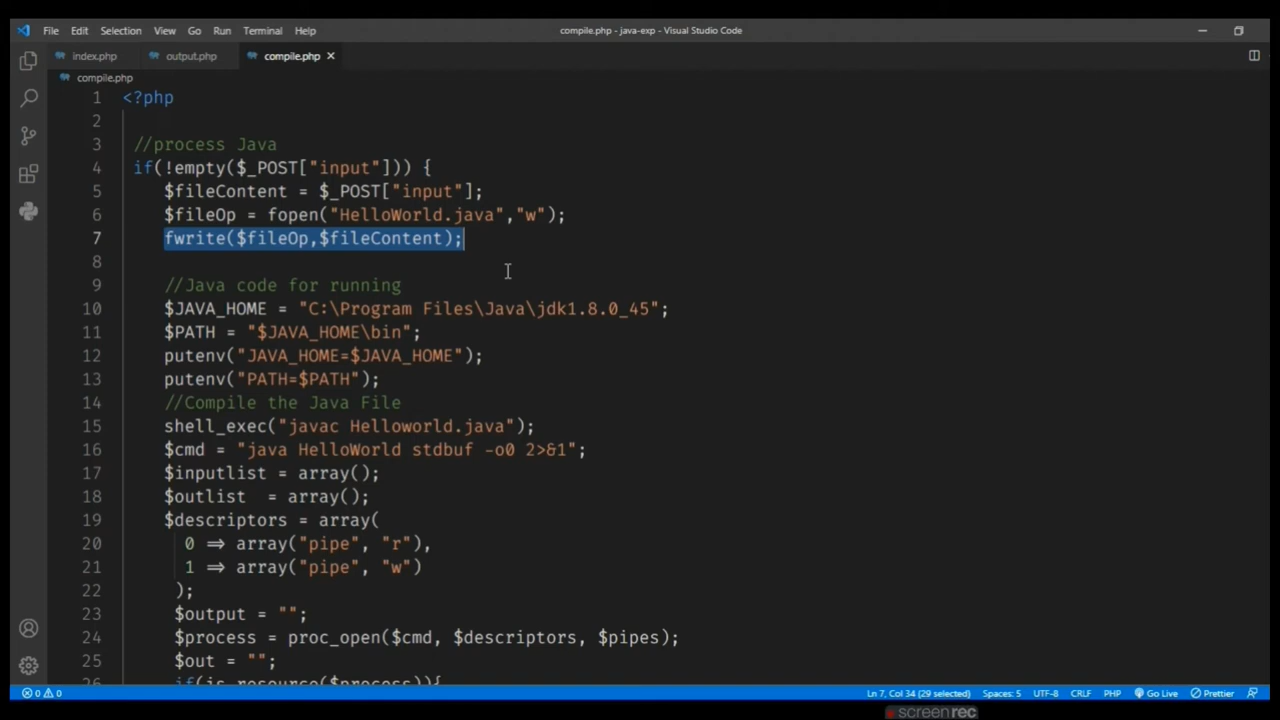 File Edit Selection View Go Run Terminal Help compile.php - java-exp - Visual Studio Code
index.php output.php compile.php
compile.php
1 <?php
2
3 //process Java
4 if(!empty($_POST["input"])) {
5 $fileContent = $_POST["input"];
6 $fileOp = fopen("HelloWorld.java","w");
7 fwrite($fileOp,$fileContent);
8
9 //Java code for running
10 $JAVA_HOME = "C:\Program Files\Java\jdk1.8.0_45";
11 $PATH = "$JAVA_HOME\bin";
12 putenv("JAVA_HOME=$JAVA_HOME");
13 putenv("PATH=$PATH");
14 //Compile the Java File
15 shell_exec("javac Helloworld.java");
16 $cmd = "java HelloWorld stdbuf -o0 2>&1";
17 $inputlist = array();
18 $outlist = array();
19 $descriptors = array(
20 0 => array("pipe", "r"),
21 1 => array("pipe", "w")
22 );
23 $output = "";
24 $process = proc_open($cmd, $descriptors, $pipes);
25 $out = "";
26 if(is_resource($process)){
0 0 Ln 7, Col 34 (29 selected) Spaces: 5 UTF-8 CRLF PHP Go Live Prettier
screenrec